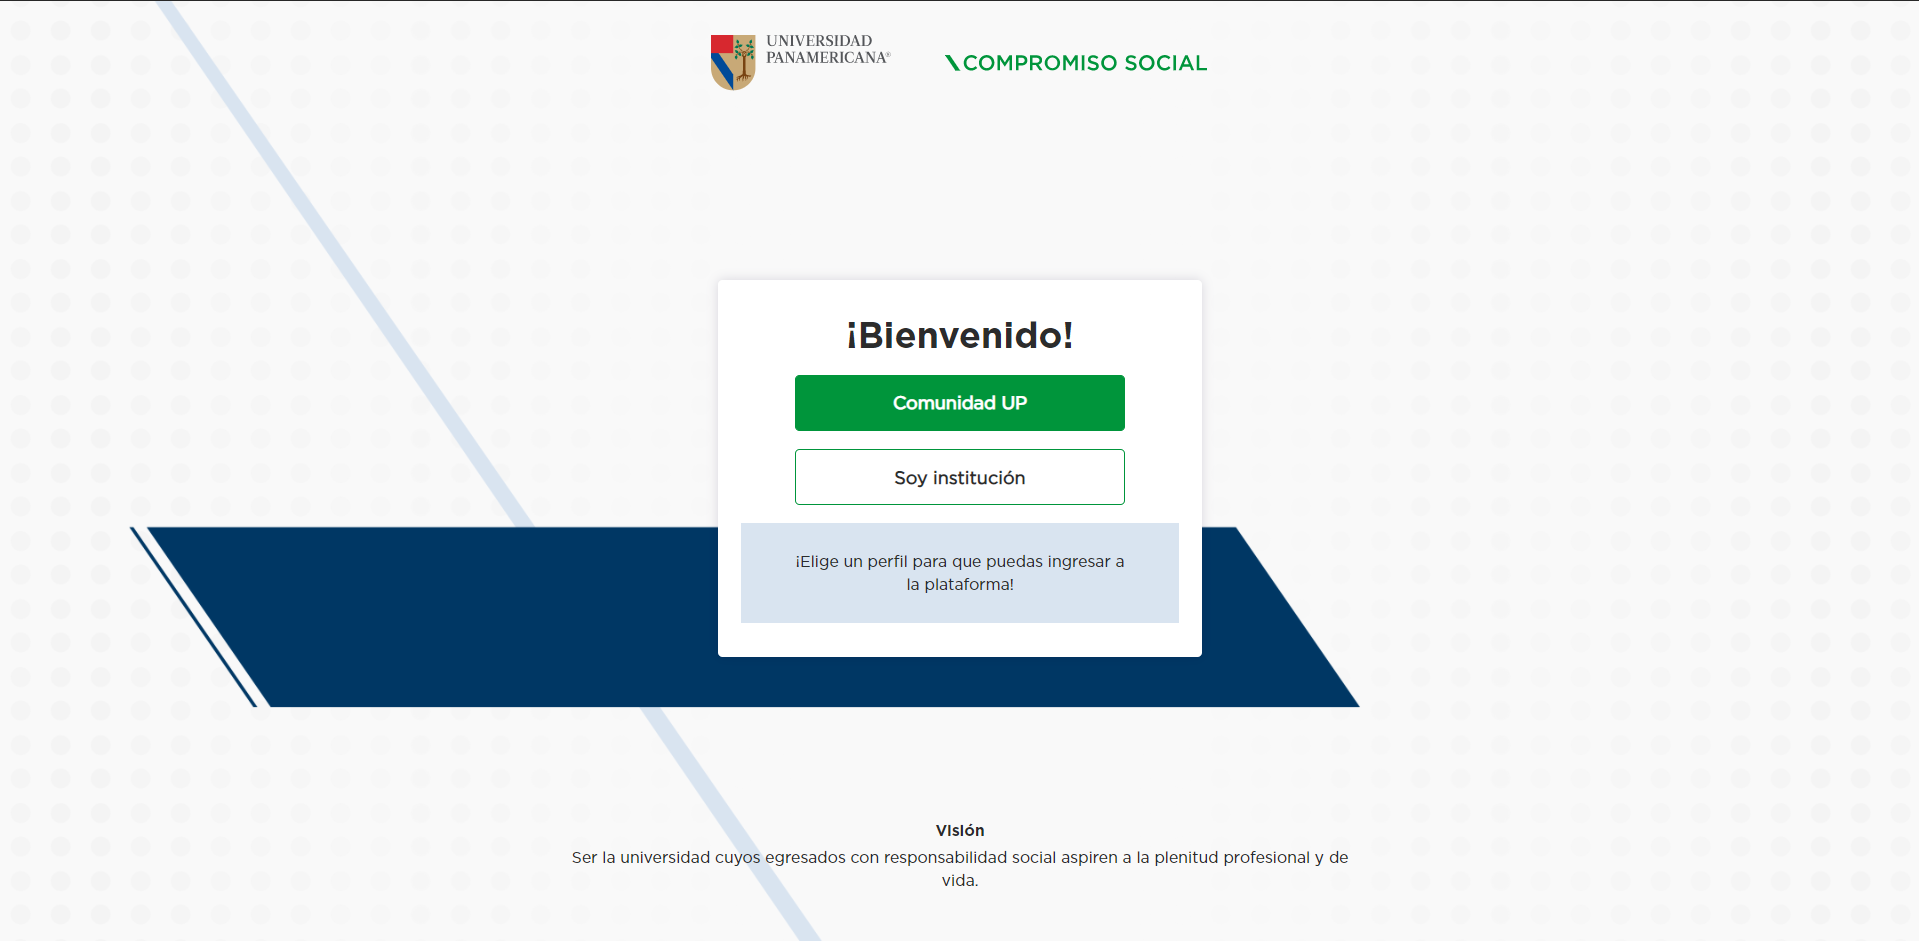 UNIVERSIDAD
PANAMERICANA®
COMPROMISO SOCIAL
¡Bienvenido!
Comunidad UP
Soy institución
¡Elige un perfil para que puedas ingresar a
la plataforma!
Visión
Ser la universidad cuyos egresados con responsabilidad social aspiren a la plenitud profesional y de
vida.